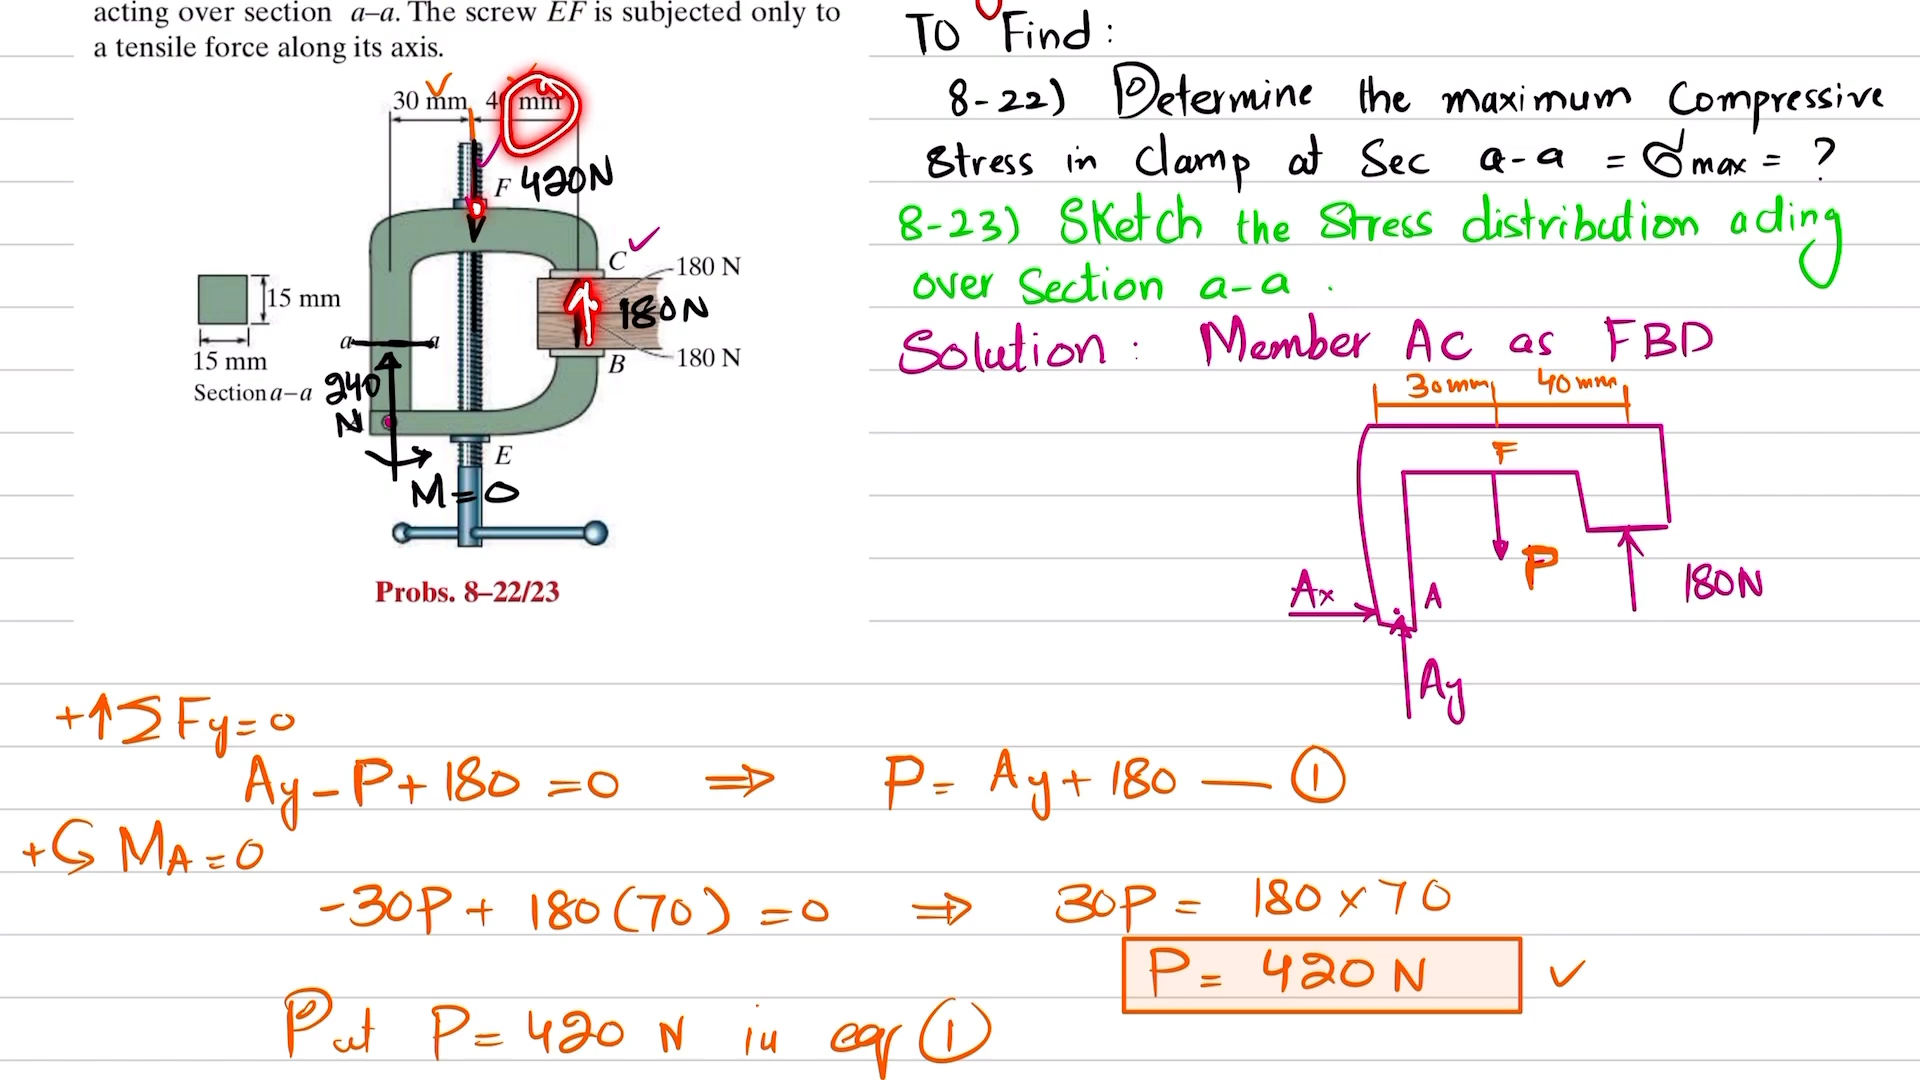 acting over section a–a. The screw EF is subjected only to
a tensile force along its axis.
30 mm 40 mm
F 420N
C
180 N
180N
180 N
B
15 mm
a a
15 mm
Section a–a
240
N
E
M=0
Probs. 8–22/23
To Find :
8-22) Determine the maximum Compressive
Stress in Clamp at Sec a-a = σmax = ?
8-23) Sketch the Stress distribution acting
over Section a-a .
Solution : Member AC as FBD
30mm 40mm
F
P
180N
Ax
A
Ay
+↑ΣFy=0
Ay-P+180=0 ⇒ P= Ay+180 — ①
+↺ MA=0
-30P+ 180(70) =0 ⇒ 30P= 180×70
P= 420N ✓
Put P=420 N in eq ①